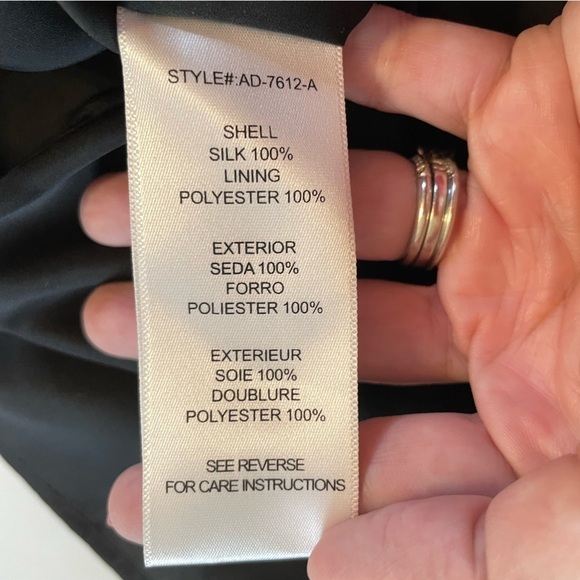 STYLE#:AD-7612-A
SHELL
SILK 100%
LINING
POLYESTER 100%
EXTERIOR
SEDA 100%
FORRO
POLIESTER 100%
EXTERIEUR
SOIE 100%
DOUBLURE
POLYESTER 100%
SEE REVERSE
FOR CARE INSTRUCTIONS